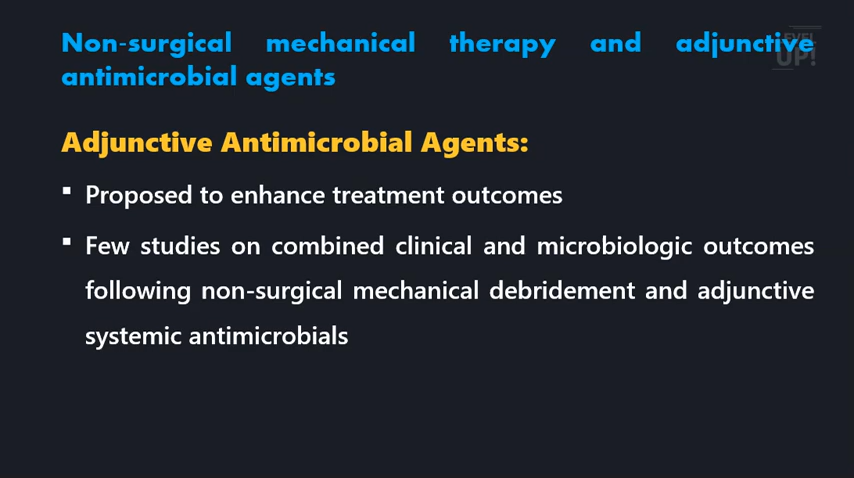 Non-surgical mechanical therapy and adjunctive
antimicrobial agents
UP!
Adjunctive Antimicrobial Agents:
▪ Proposed to enhance treatment outcomes
▪ Few studies on combined clinical and microbiologic outcomes
following non-surgical mechanical debridement and adjunctive
systemic antimicrobials